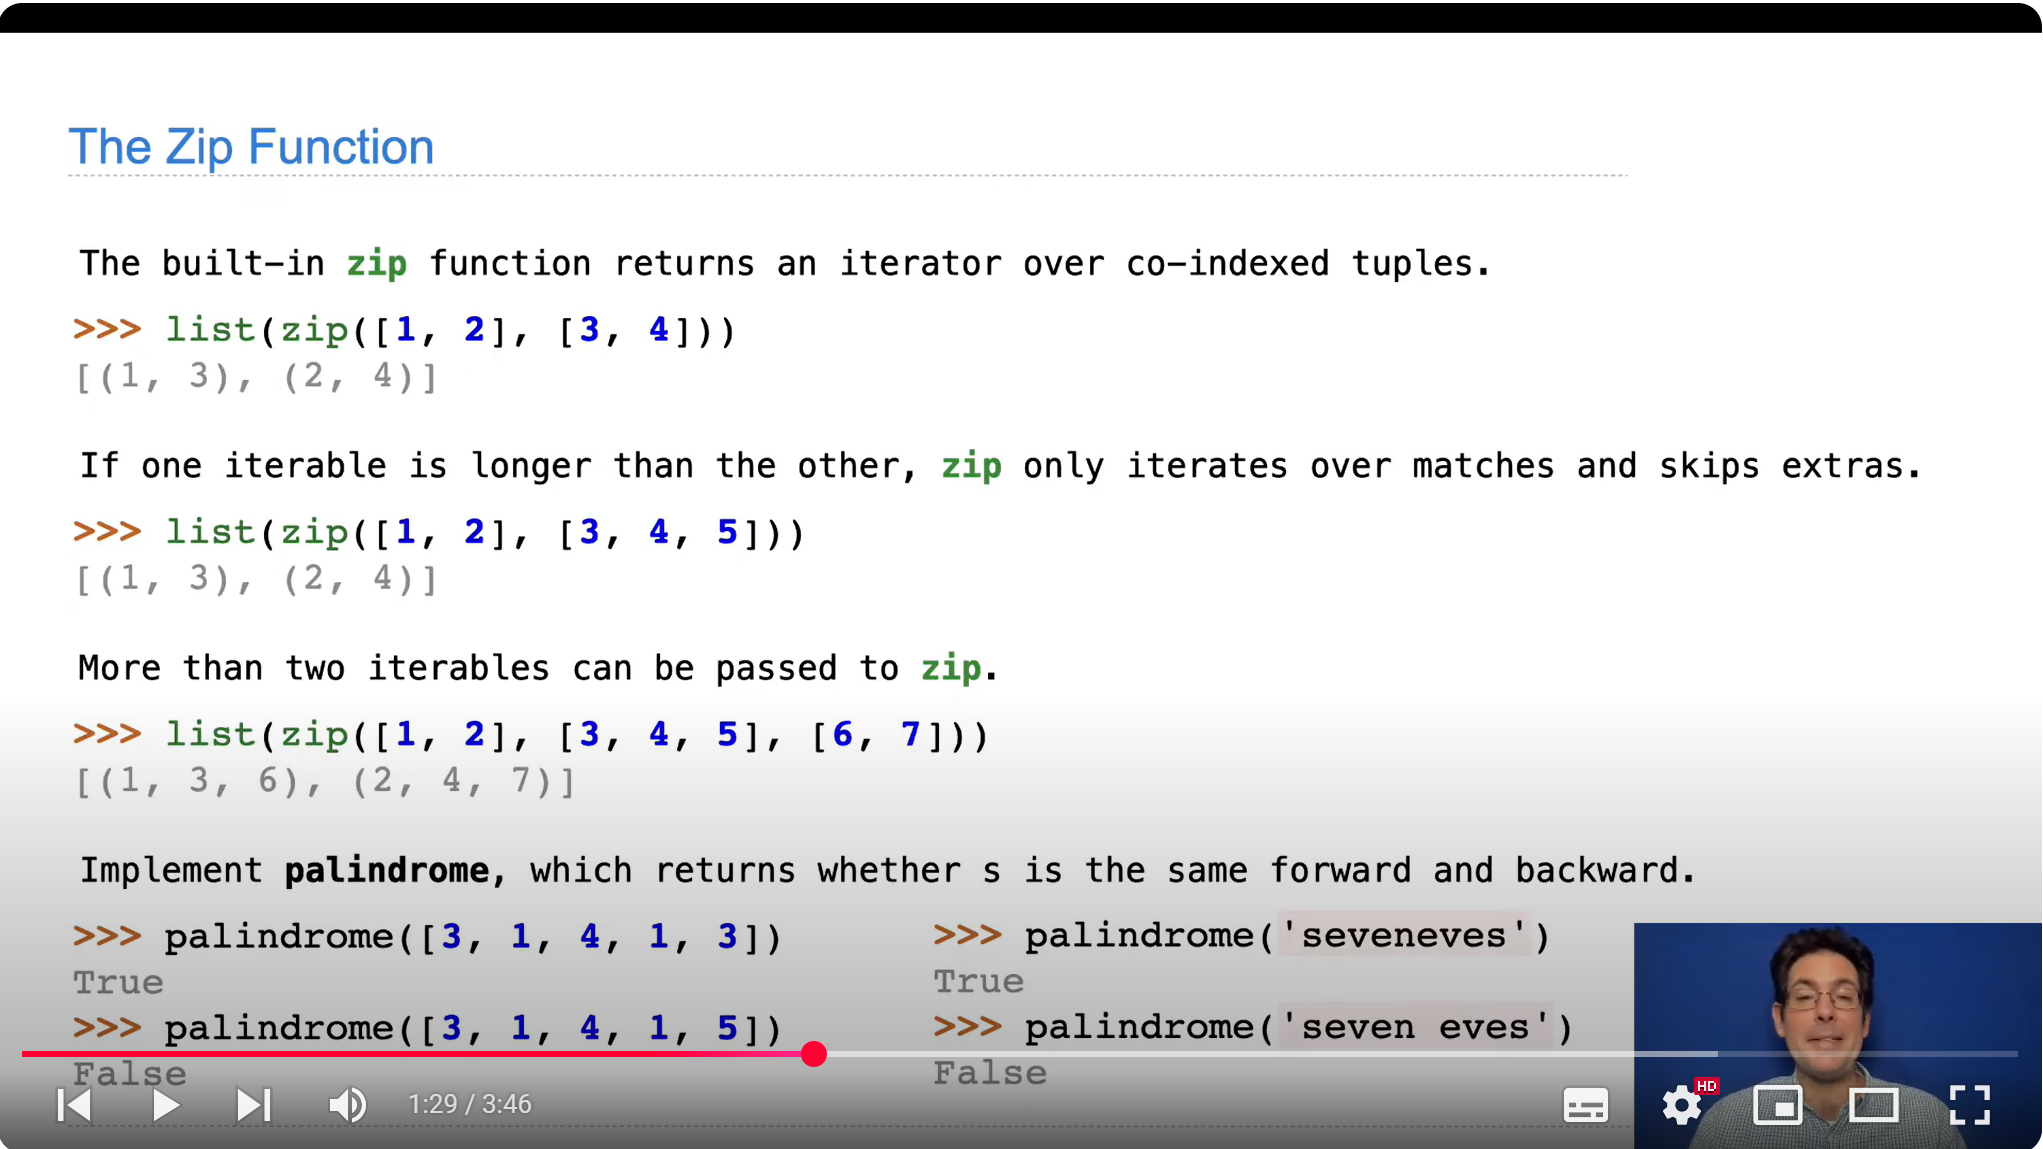 The Zip Function
The built-in zip function returns an iterator over co-indexed tuples.
>>> list(zip([1, 2], [3, 4]))
[(1, 3), (2, 4)]
If one iterable is longer than the other, zip only iterates over matches and skips extras.
>>> list(zip([1, 2], [3, 4, 5]))
[(1, 3), (2, 4)]
More than two iterables can be passed to zip.
>>> list(zip([1, 2], [3, 4, 5], [6, 7]))
[(1, 3, 6), (2, 4, 7)]
Implement palindrome, which returns whether s is the same forward and backward.
>>> palindrome([3, 1, 4, 1, 3])
True
>>> palindrome([3, 1, 4, 1, 5])
False
>>> palindrome('seveneves')
True
>>> palindrome('seven eves')
False
1:29 / 3:46
HD